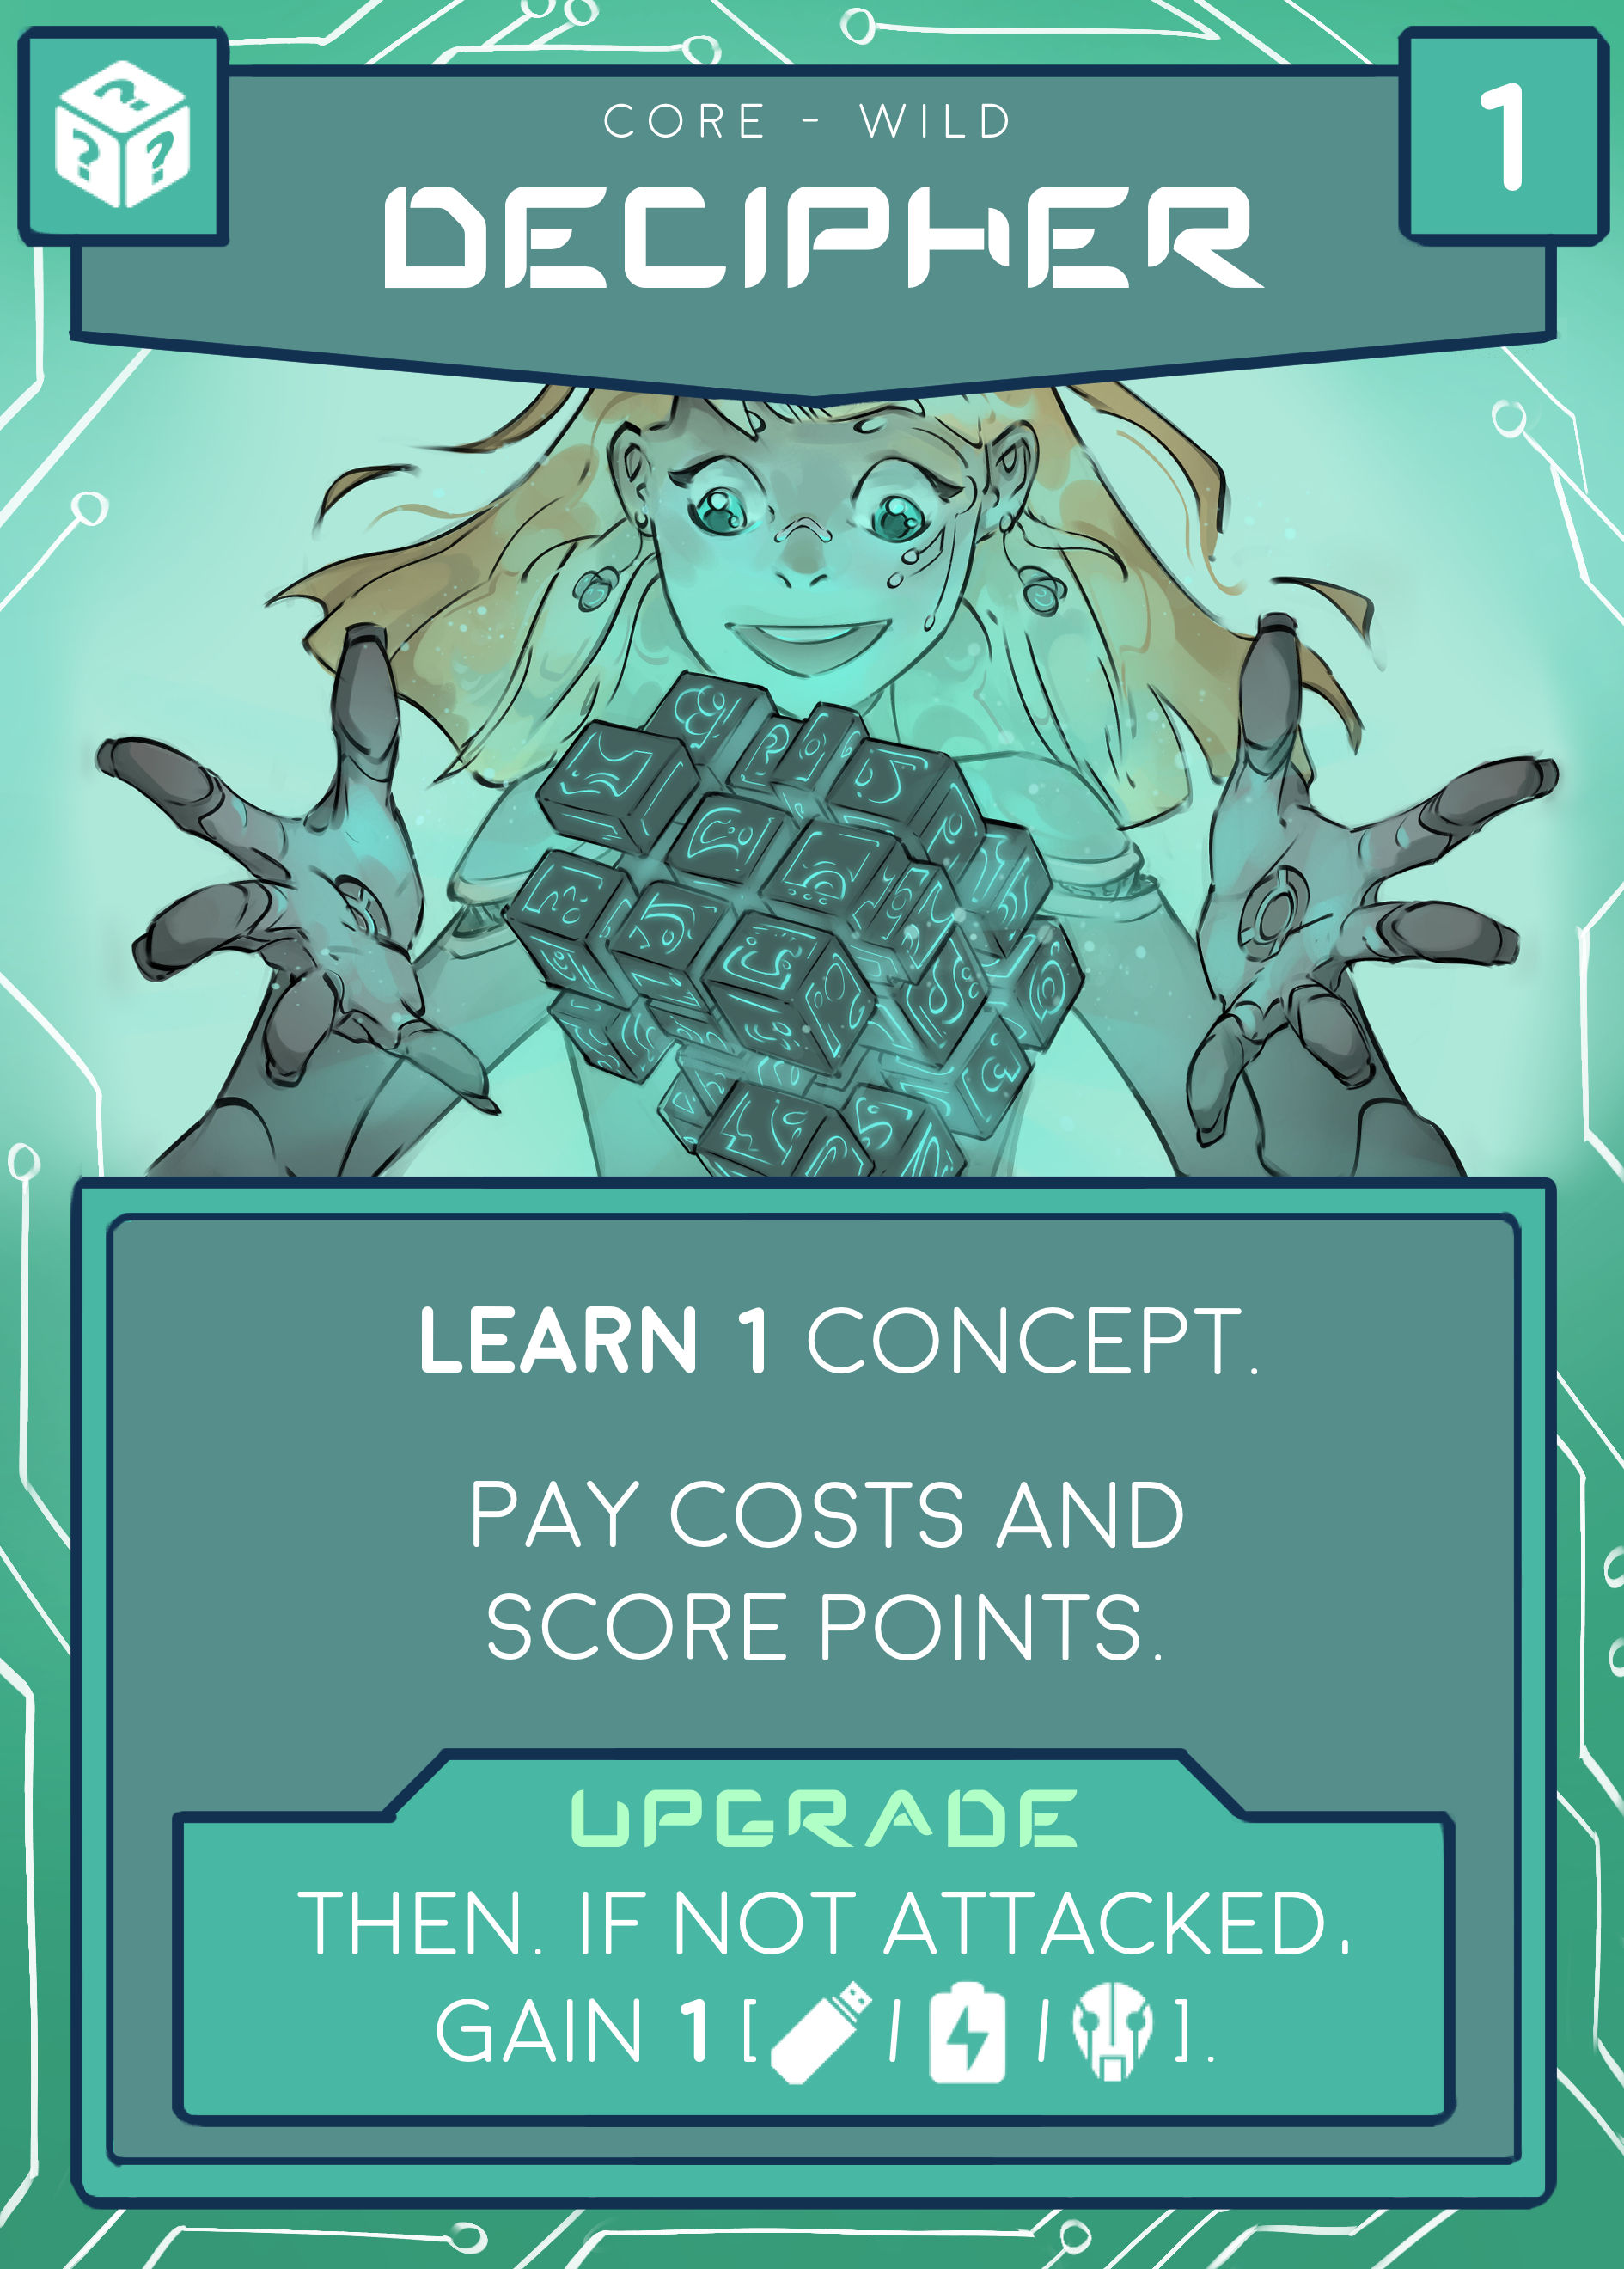 CORE - WILD
1
DECIPHER
LEARN 1 CONCEPT.
PAY COSTS AND
SCORE POINTS.
UPGRADE
THEN. IF NOT ATTACKED,
GAIN 1 [ / / ].